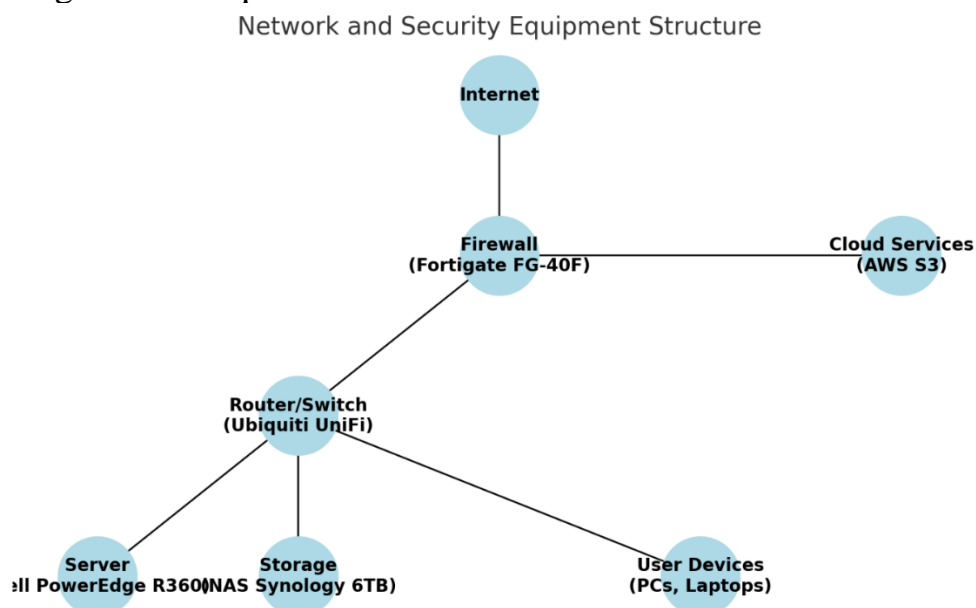 Network and Security Equipment Structure
Internet
Firewall
(Fortigate FG-40F)
Cloud Services
(AWS S3)
Router/Switch
(Ubiquiti UniFi)
Server
ell PowerEdge R360)
Storage
(NAS Synology 6TB)
User Devices
(PCs, Laptops)